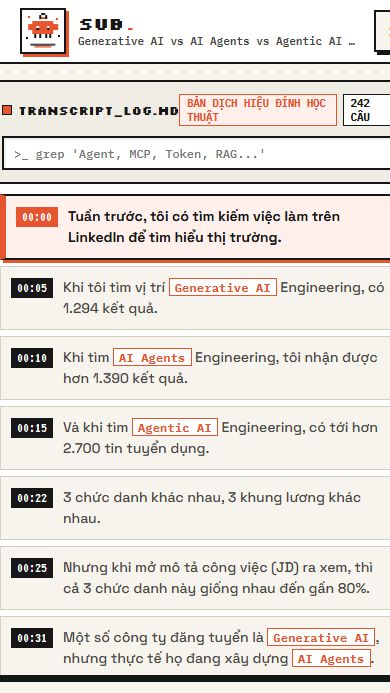 SUB.
Generative AI vs AI Agents vs Agentic AI …
TRANSCRIPT_LOG.MD
BẢN DỊCH HIỆU ĐÍNH HỌC
THUẬT
242
CÂU
>_ grep 'Agent, MCP, Token, RAG...'
00:00 Tuần trước, tôi có tìm kiếm việc làm trên
LinkedIn để tìm hiểu thị trường.
00:05 Khi tôi tìm vị trí Generative AI Engineering, có
1.294 kết quả.
00:10 Khi tìm AI Agents Engineering, tôi nhận được
hơn 1.390 kết quả.
00:15 Và khi tìm Agentic AI Engineering, có tới hơn
2.700 tin tuyển dụng.
00:22 3 chức danh khác nhau, 3 khung lương khác
nhau.
00:25 Nhưng khi mở mô tả công việc (JD) ra xem, thì
cả 3 chức danh này giống nhau đến gần 80%.
00:31 Một số công ty đăng tuyển là Generative AI,
nhưng thực tế họ đang xây dựng AI Agents.